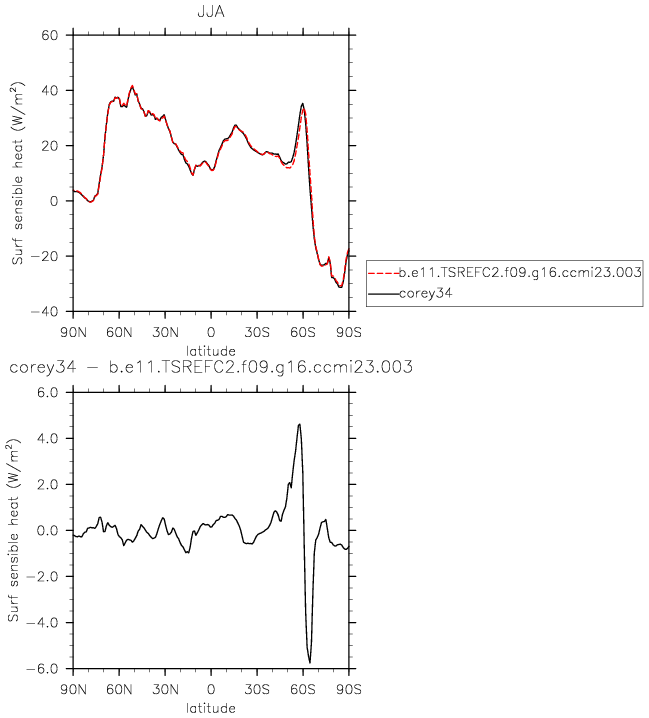 JJA
60
40
20
0
−20
−40
Surf sensible heat (W/m²)
90N 60N 30N 0 30S 60S 90S
latitude
b.e11.TSREFC2.f09.g16.ccmi23.003
corey34
corey34 − b.e11.TSREFC2.f09.g16.ccmi23.003
6.0
4.0
2.0
0.0
−2.0
−4.0
−6.0
Surf sensible heat (W/m²)
90N 60N 30N 0 30S 60S 90S
latitude